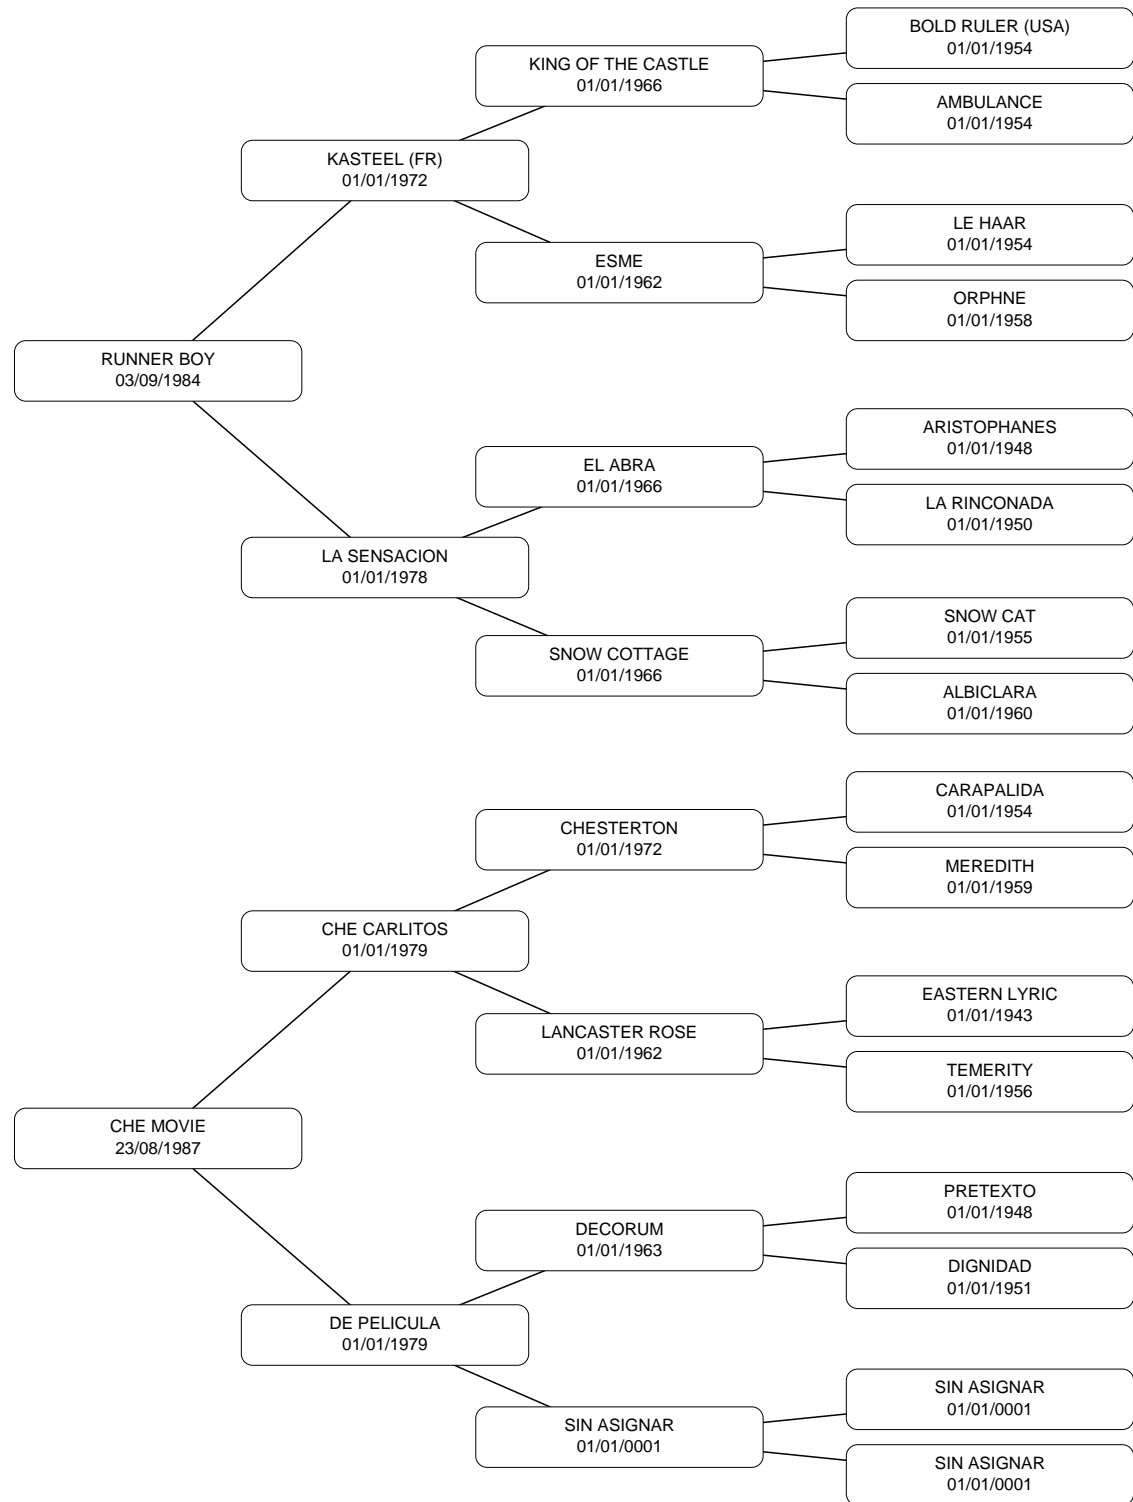 BOLD RULER (USA)
01/01/1954
KING OF THE CASTLE
01/01/1966
AMBULANCE
01/01/1954
KASTEEL (FR)
01/01/1972
LE HAAR
01/01/1954
ESME
01/01/1962
ORPHNE
01/01/1958
RUNNER BOY
03/09/1984
ARISTOPHANES
01/01/1948
EL ABRA
01/01/1966
LA RINCONADA
01/01/1950
LA SENSACION
01/01/1978
SNOW CAT
01/01/1955
SNOW COTTAGE
01/01/1966
ALBICLARA
01/01/1960
CARAPALIDA
01/01/1954
CHESTERTON
01/01/1972
MEREDITH
01/01/1959
CHE CARLITOS
01/01/1979
EASTERN LYRIC
01/01/1943
LANCASTER ROSE
01/01/1962
TEMERITY
01/01/1956
CHE MOVIE
23/08/1987
PRETEXTO
01/01/1948
DECORUM
01/01/1963
DIGNIDAD
01/01/1951
DE PELICULA
01/01/1979
SIN ASIGNAR
01/01/0001
SIN ASIGNAR
01/01/0001
SIN ASIGNAR
01/01/0001